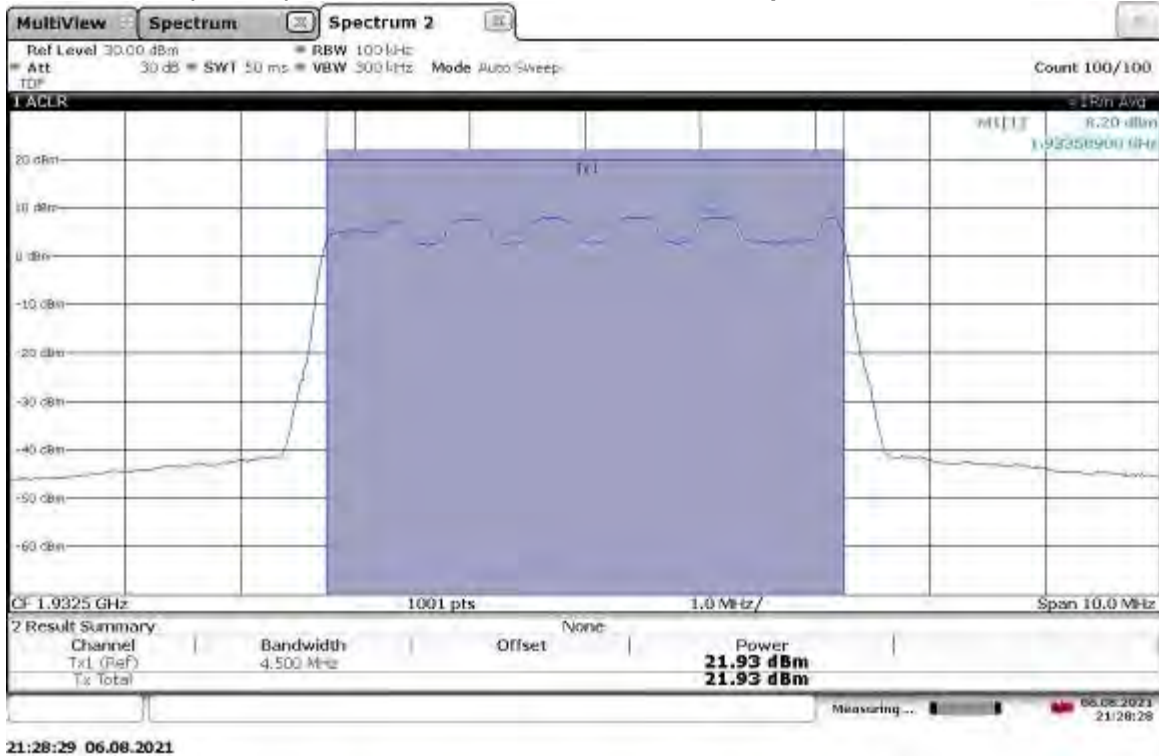 MultiView Spectrum Spectrum 2
Ref Level 30.00 dBm RBW 100 kHz
Att 30 dB SWT 50 ms VBW 300 kHz Mode Auto Sweep Count 100/100
TDF
1 ACLR 1Rm Avg
M1[1] 8.20 dBm
1.93358900 GHz
20 dBm
Tx1
10 dBm
0 dBm
-10 dBm
-20 dBm
-30 dBm
-40 dBm
-50 dBm
-60 dBm
CF 1.9325 GHz 1001 pts 1.0 MHz/ Span 10.0 MHz
2 Result Summary None
Channel Bandwidth Offset Power
Tx1 (Ref) 4.500 MHz 21.93 dBm
Tx Total 21.93 dBm
Measuring... 06.08.2021
21:28:28
21:28:29 06.08.2021